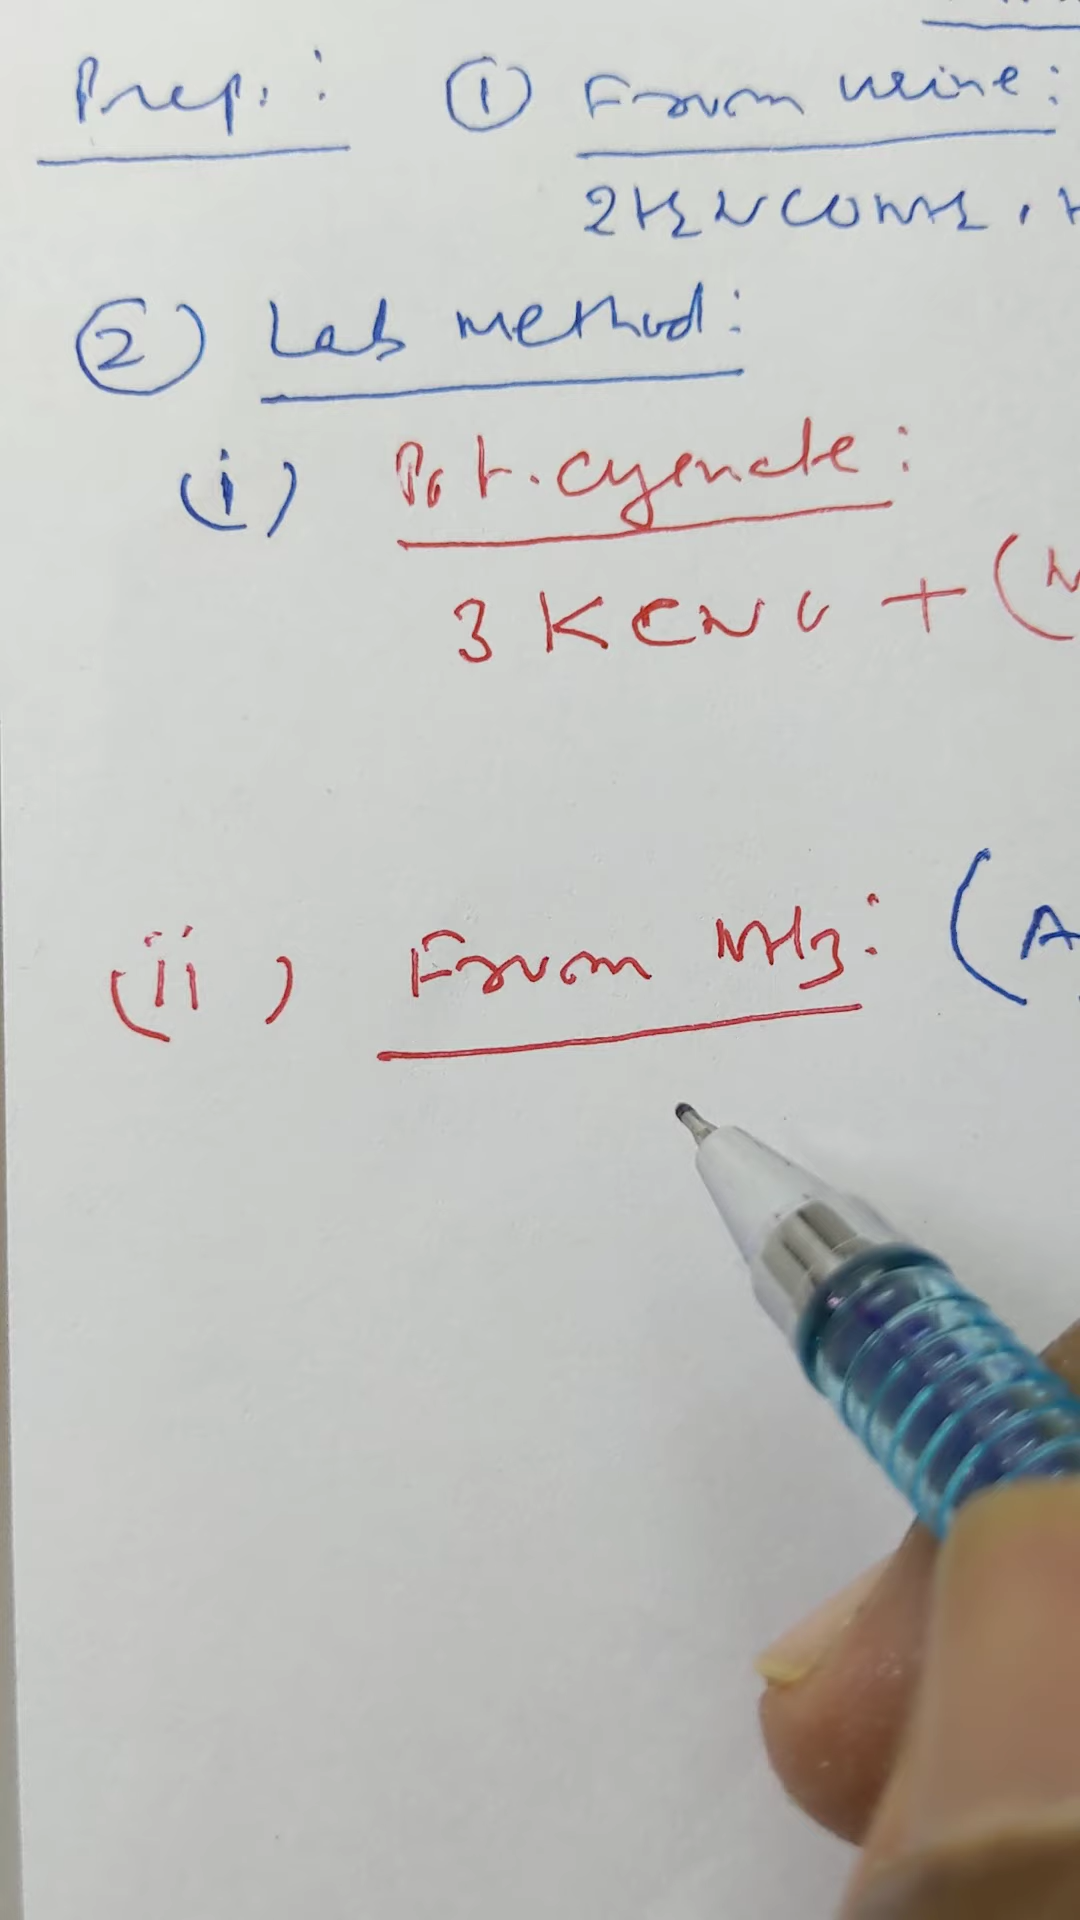 Prep. : ① From urine :
2H2NCONH2 . H
② Lab method :
(i) Pot. cyanate :
3 KCNO + (N
(ii) From NH3 : (A